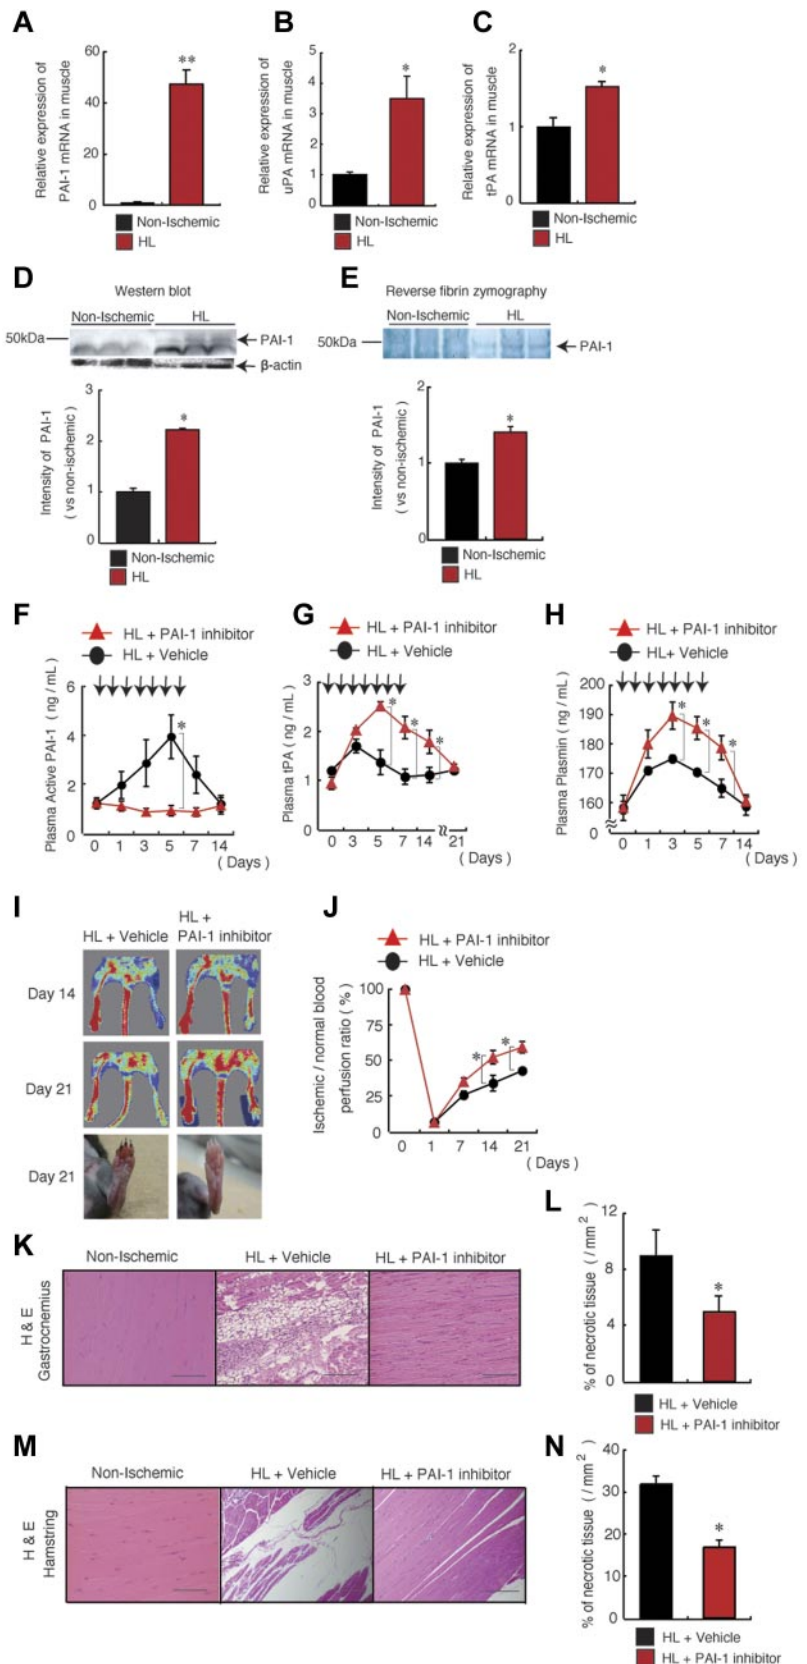 A
Relative expression of
PAI-1 mRNA in muscle
60
40
20
0
**
Non-Ischemic
HL
B
Relative expression of
uPA mRNA in muscle
5
4
3
2
1
0
*
Non-Ischemic
HL
C
Relative expression of
tPA mRNA in muscle
2
1
0
*
Non-Ischemic
HL
D
Western blot
Non-Ischemic HL
50kDa
PAI-1
β-actin
Intensity of PAI-1
( vs non-ischemic )
3
2
1
0
*
Non-Ischemic
HL
E
Reverse fibrin zymography
Non-Ischemic HL
50kDa
PAI-1
Intensity of PAI-1
( vs non-ischemic )
2
1
0
*
Non-Ischemic
HL
F
HL + PAI-1 inhibitor
HL + Vehicle
Plasma Active PAI-1 ( ng / mL )
6
4
2
0
*
0 1 3 5 7 14
( Days )
G
HL + PAI-1 inhibitor
HL + Vehicle
Plasma tPA ( ng / mL )
3
2
1
0
* * *
0 3 5 7 14 21
( Days )
H
HL + PAI-1 inhibitor
HL+ Vehicle
Plasma Plasmin ( ng / mL )
200
190
180
170
160
0
* * *
0 1 3 5 7 14
( Days )
I
HL + Vehicle
HL +
PAI-1 inhibitor
Day 14
Day 21
Day 21
J
HL + PAI-1 inhibitor
HL + Vehicle
Ischemic / normal blood
perfusion ratio ( % )
100
75
50
25
0
* *
0 1 7 14 21
( Days )
K
Non-Ischemic HL + Vehicle HL + PAI-1 inhibitor
H & E
Gastrocnemius
L
% of necrotic tissue ( / mm²)
12
8
4
0
*
HL + Vehicle
HL + PAI-1 inhibitor
M
Non-Ischemic HL + Vehicle HL + PAI-1 inhibitor
H & E
Hamstring
N
% of necrotic tissue ( / mm²)
40
30
20
10
0
*
HL + Vehicle
HL + PAI-1 inhibitor